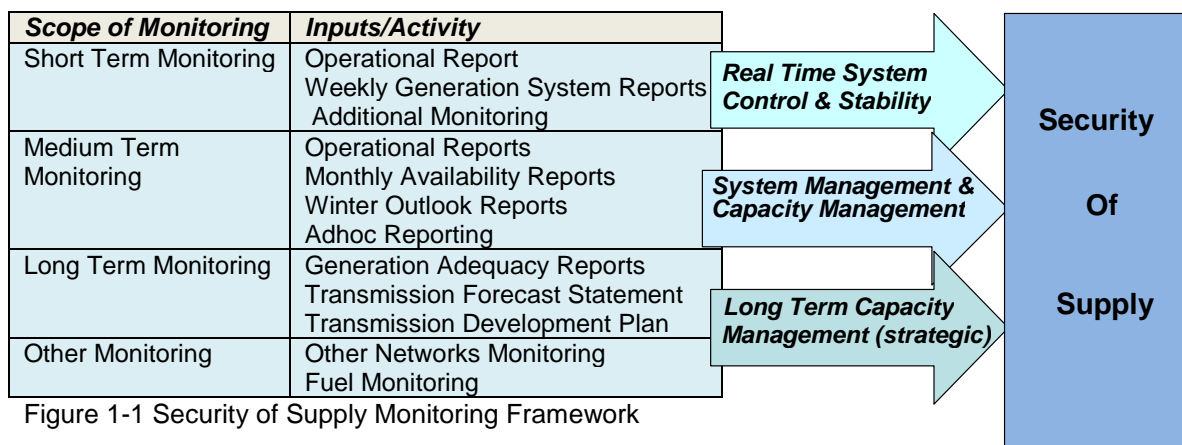 Scope of Monitoring
Inputs/Activity
Short Term Monitoring
Operational Report
Weekly Generation System Reports
Additional Monitoring
Medium Term
Monitoring
Operational Reports
Monthly Availability Reports
Winter Outlook Reports
Adhoc Reporting
Long Term Monitoring
Generation Adequacy Reports
Transmission Forecast Statement
Transmission Development Plan
Other Monitoring
Other Networks Monitoring
Fuel Monitoring
Real Time System
Control & Stability
System Management &
Capacity Management
Long Term Capacity
Management (strategic)
Security
Of
Supply
Figure 1-1 Security of Supply Monitoring Framework